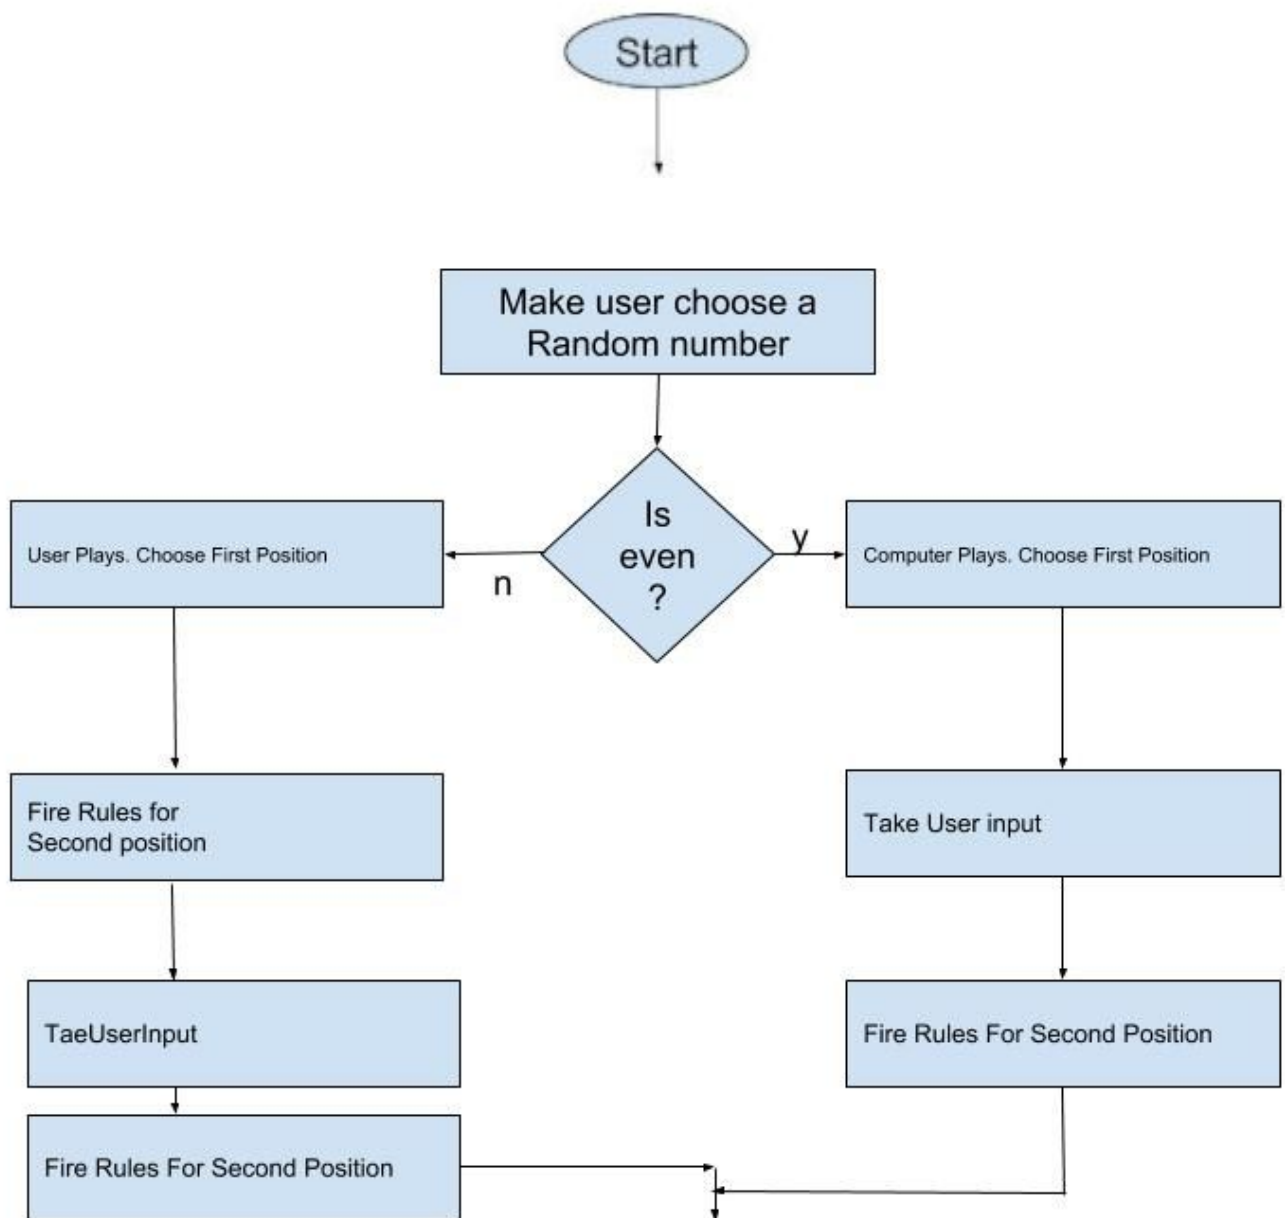 Start
Make user choose a
Random number
Is
even
?
y
n
User Plays. Choose First Position
Computer Plays. Choose First Position
Fire Rules for
Second position
Take User input
TaeUserInput
Fire Rules For Second Position
Fire Rules For Second Position